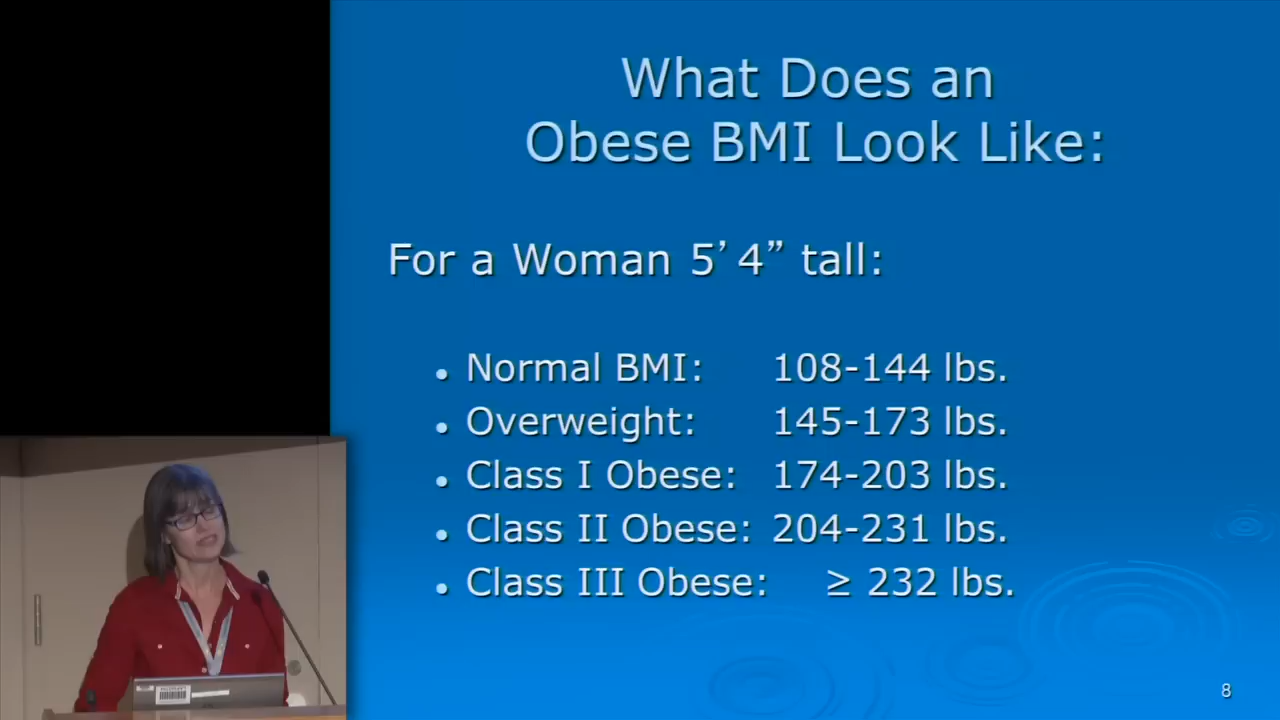 What Does an
Obese BMI Look Like:
For a Woman 5’4” tall:
• Normal BMI: 108-144 lbs.
• Overweight: 145-173 lbs.
• Class I Obese: 174-203 lbs.
• Class II Obese: 204-231 lbs.
• Class III Obese: ≥ 232 lbs.
8